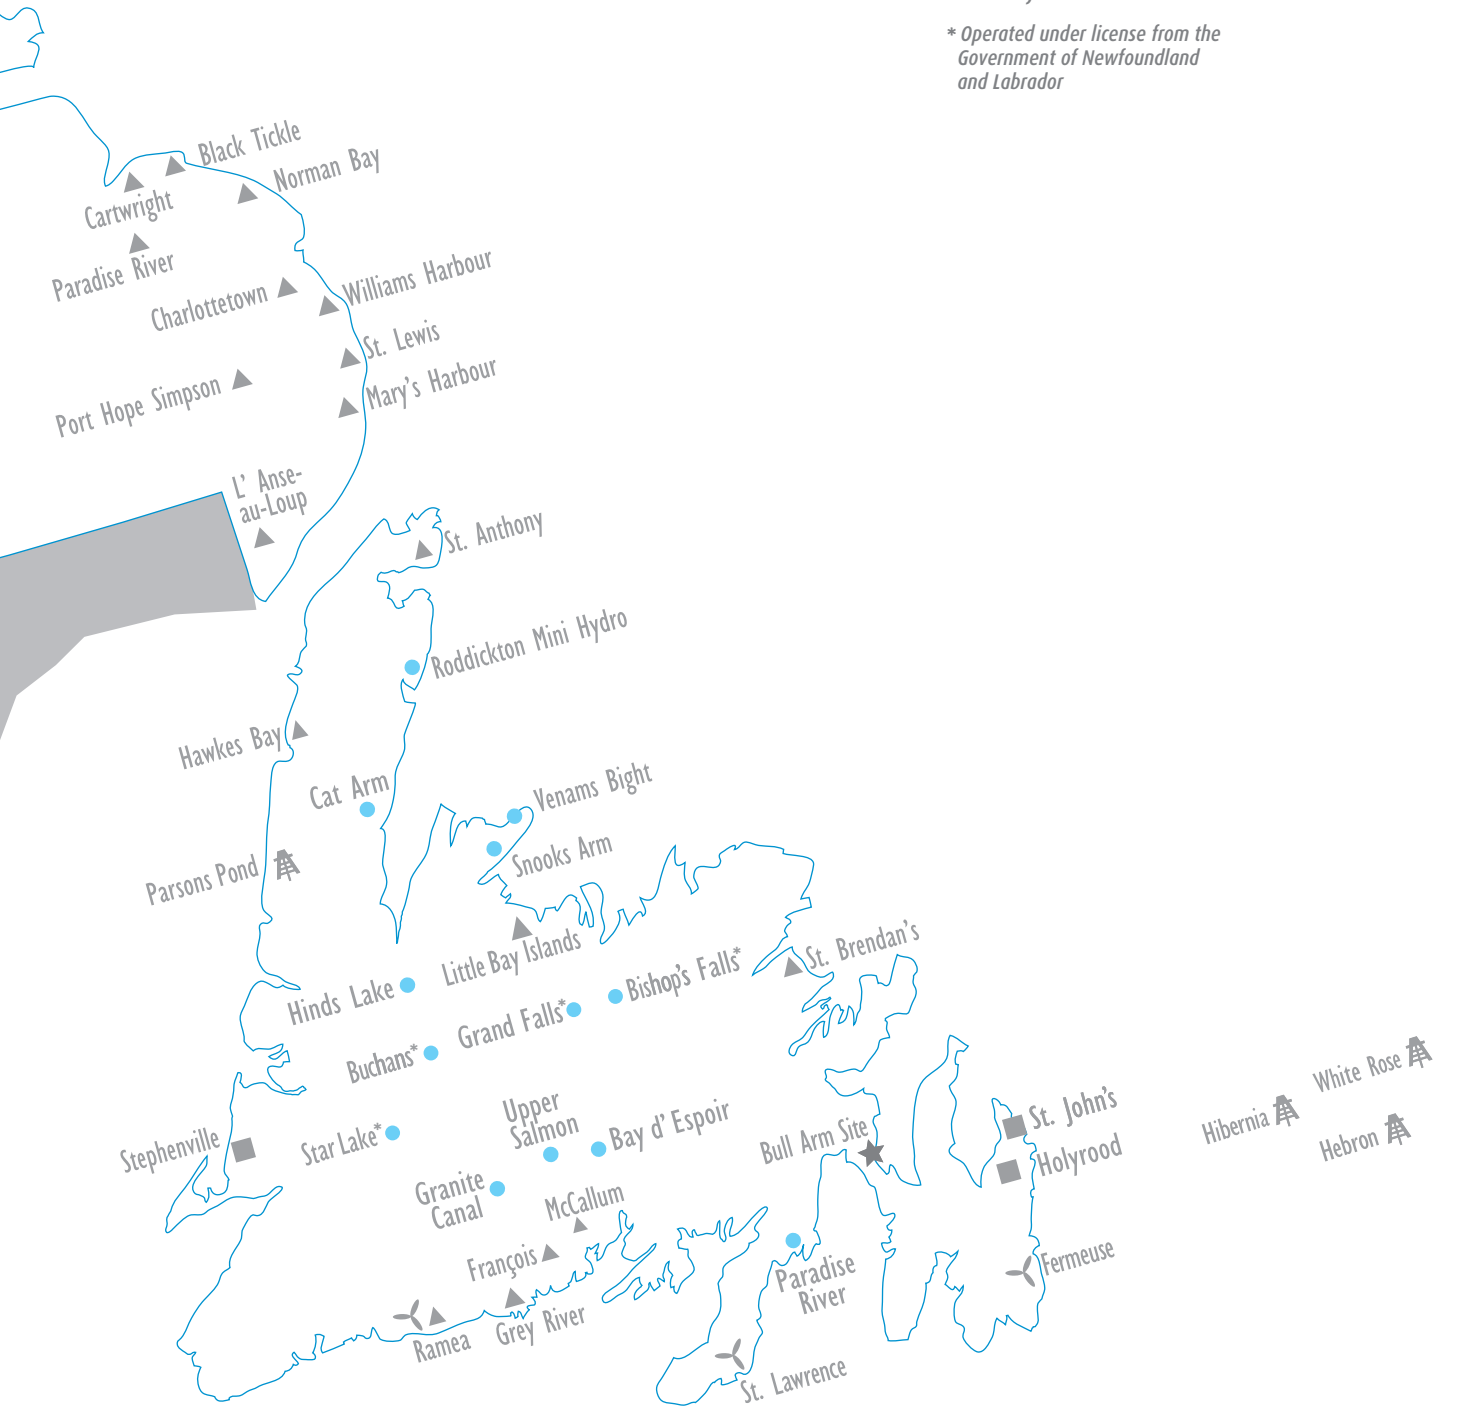 * Operated under license from the
Government of Newfoundland
and Labrador
Black Tickle
Norman Bay
Cartwright
Paradise River
Williams Harbour
Charlottetown
St. Lewis
Mary's Harbour
Port Hope Simpson
L' Anse-
au-Loup
St. Anthony
Roddickton Mini Hydro
Hawkes Bay
Cat Arm
Venams Bight
Snooks Arm
Parsons Pond
Little Bay Islands
St. Brendan's
Bishop's Falls*
Hinds Lake
Grand Falls*
Buchans*
White Rose
Hibernia
Hebron
St. John's
Holyrood
Bull Arm Site
Upper
Salmon
Bay d' Espoir
Star Lake*
Stephenville
Granite
Canal
McCallum
François
Grey River
Ramea
Paradise
River
Fermeuse
St. Lawrence